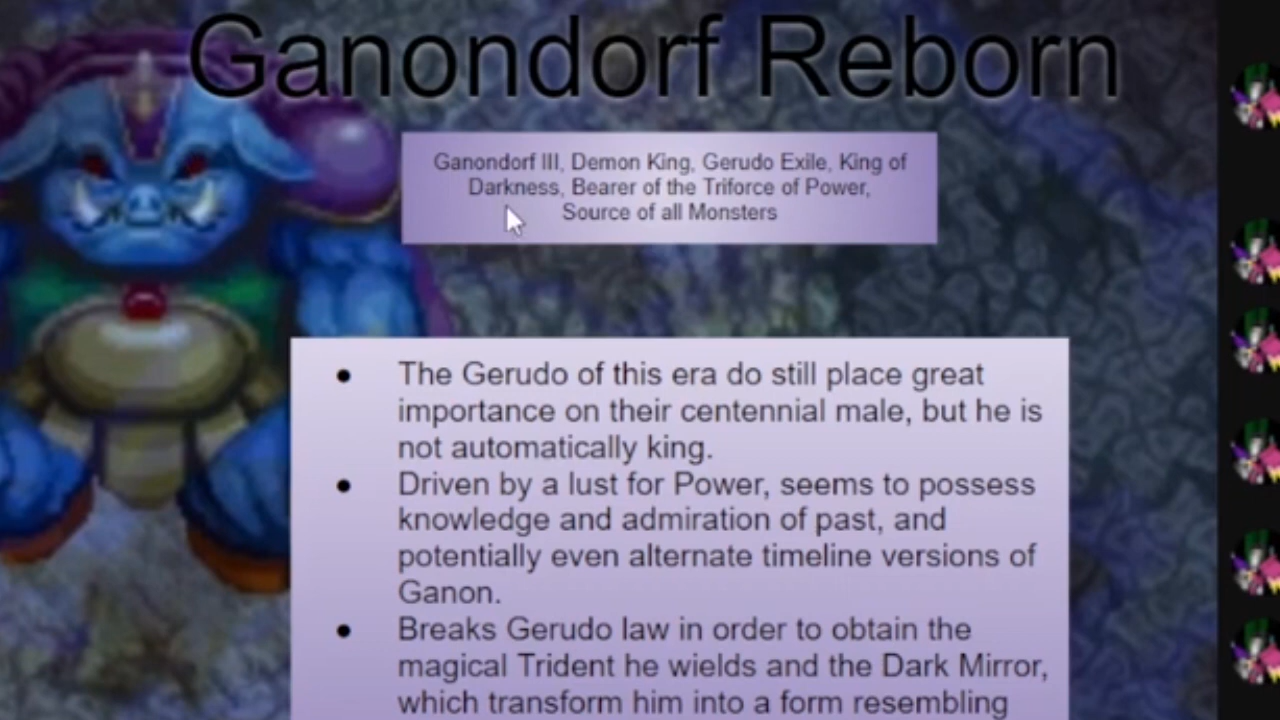 Ganondorf Reborn
Ganondorf III, Demon King, Gerudo Exile, King of
Darkness, Bearer of the Triforce of Power,
Source of all Monsters
● The Gerudo of this era do still place great
importance on their centennial male, but he is
not automatically king.
● Driven by a lust for Power, seems to possess
knowledge and admiration of past, and
potentially even alternate timeline versions of
Ganon.
● Breaks Gerudo law in order to obtain the
magical Trident he wields and the Dark Mirror,
which transform him into a form resembling